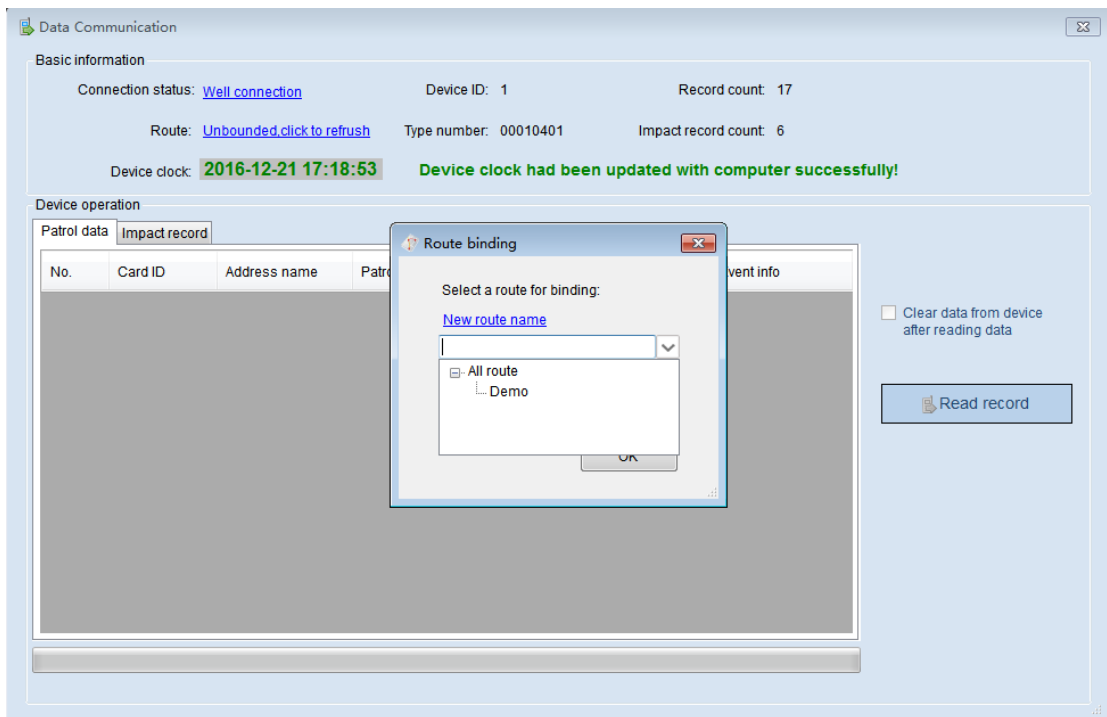 Data Communication
Basic information
Connection status: Well connection Device ID: 1 Record count: 17
Route: Unbounded,click to refrush Type number: 00010401 Impact record count: 6
Device clock: 2016-12-21 17:18:53 Device clock had been updated with computer successfully!
Device operation
Patrol data Impact record
No. Card ID Address name
Route binding
Select a route for binding:
New route name
All route
Demo
OK
info
Clear data from device
after reading data
Read record